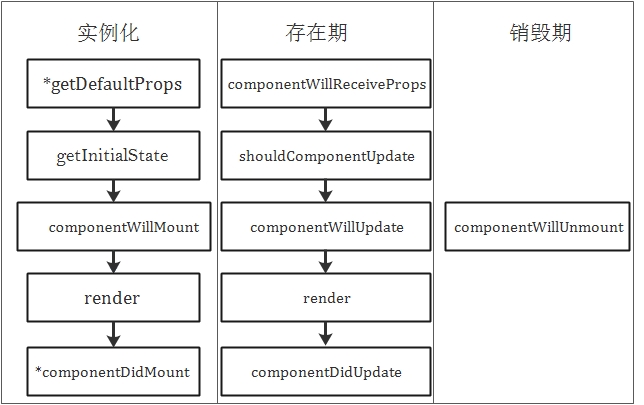 实例化
*getDefaultProps
getInitialState
componentWillMount
render
*componentDidMount
存在期
componentWillReceiveProps
shouldComponentUpdate
componentWillUpdate
render
componentDidUpdate
销毁期
componentWillUnmount